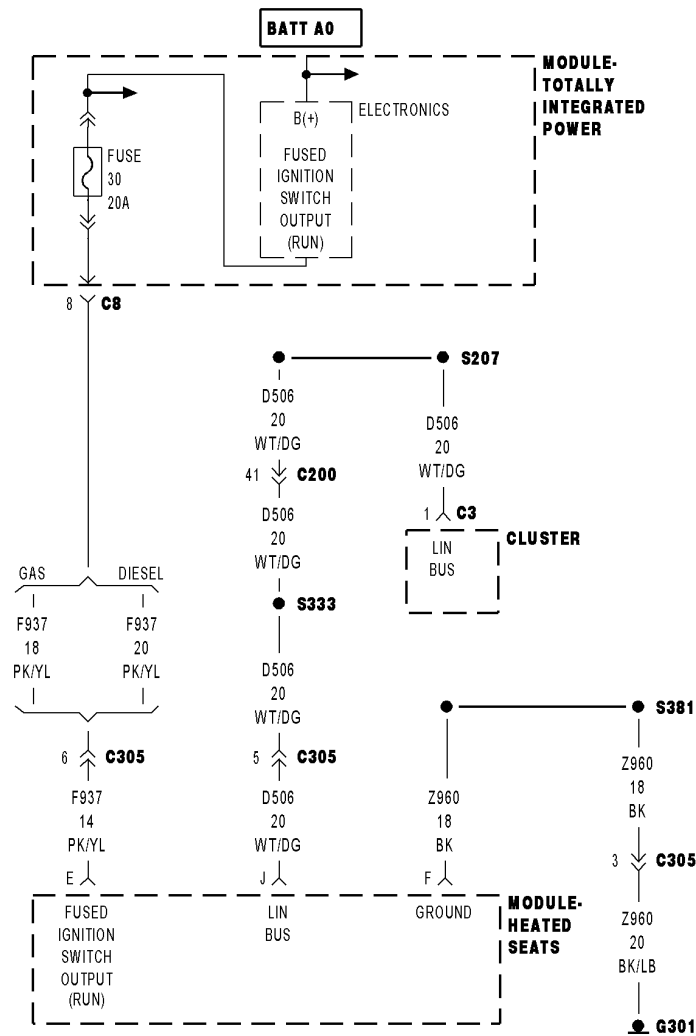 BATT A0
MODULE-
TOTALLY
INTEGRATED
POWER
ELECTRONICS
B(+)
FUSED
IGNITION
SWITCH
OUTPUT
(RUN)
FUSE
30
20A
8 C8
S207
D506
20
WT/DG
D506
20
WT/DG
41 C200
1 C3
D506
20
WT/DG
CLUSTER
LIN
BUS
GAS DIESEL
F937
18
PK/YL
F937
20
PK/YL
S333
D506
20
WT/DG
S381
6 C305
5 C305
Z960
18
BK
F937
14
PK/YL
D506
20
WT/DG
Z960
18
BK
3 C305
E J F
FUSED
IGNITION
SWITCH
OUTPUT
(RUN)
LIN
BUS
GROUND
MODULE-
HEATED
SEATS
Z960
20
BK/LB
G301